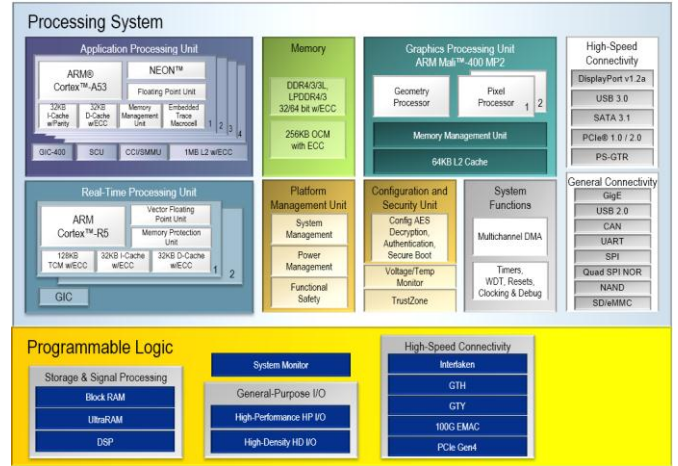 Processing System
Application Processing Unit
ARM®
Cortex™-A53
NEON™
Floating Point Unit
32KB
I-Cache
w/Parity
32KB
D-Cache
w/ECC
Memory
Management
Unit
Embedded
Trace
Macrocell
1
2
3
4
GIC-400
SCU
CCI/SMMU
1MB L2 w/ECC
Memory
DDR4/3/3L,
LPDDR4/3
32/64 bit w/ECC
256KB OCM
with ECC
Graphics Processing Unit
ARM Mali™-400 MP2
Geometry
Processor
Pixel
Processor
1
2
Memory Management Unit
64KB L2 Cache
High-Speed
Connectivity
DisplayPort v1.2a
USB 3.0
SATA 3.1
PCIe® 1.0 / 2.0
PS-GTR
Real-Time Processing Unit
ARM
Cortex™-R5
Vector Floating
Point Unit
Memory Protection
Unit
128KB
TCM w/ECC
32KB I-Cache
w/ECC
32KB D-Cache
w/ECC
1
2
GIC
Platform
Management Unit
System
Management
Power
Management
Functional
Safety
Configuration and
Security Unit
Config AES
Decryption,
Authentication,
Secure Boot
Voltage/Temp
Monitor
TrustZone
System
Functions
Multichannel DMA
Timers,
WDT, Resets,
Clocking & Debug
General Connectivity
GigE
USB 2.0
CAN
UART
SPI
Quad SPI NOR
NAND
SD/eMMC
Programmable Logic
Storage & Signal Processing
Block RAM
UltraRAM
DSP
System Monitor
General-Purpose I/O
High-Performance HP I/O
High-Density HD I/O
High-Speed Connectivity
Interlaken
GTH
GTY
100G EMAC
PCIe Gen4